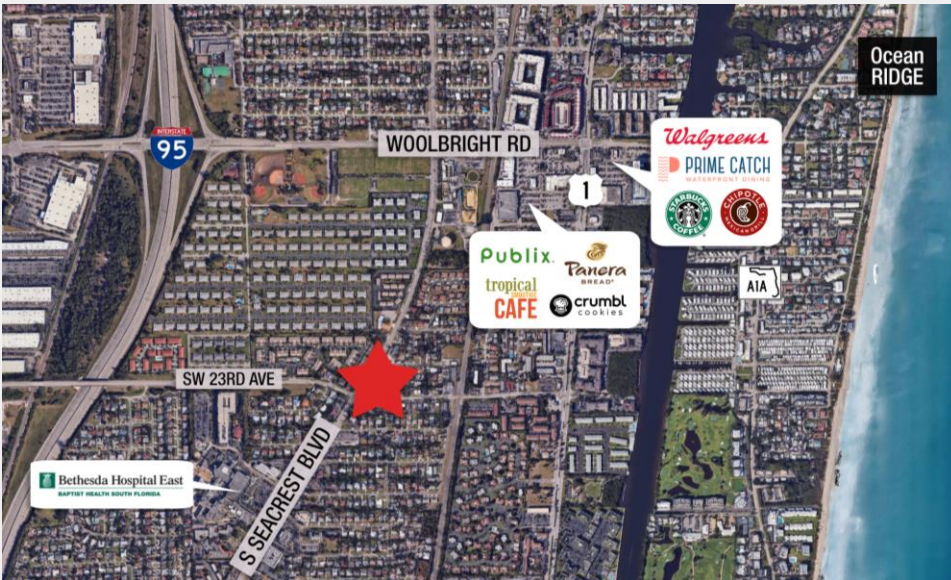 Ocean
RIDGE
INTERSTATE
95
WOOLBRIGHT RD
Walgreens
PRIME CATCH
WATERFRONT DINING
STARBUCKS
COFFEE
CHIPOTLE
MEXICAN GRILL
1
Publix.
Panera
BREAD®
tropical
SMOOTHIE
CAFE
crumbl
cookies
A1A
SW 23RD AVE
Bethesda Hospital East
BAPTIST HEALTH SOUTH FLORIDA
S SEACREST BLVD